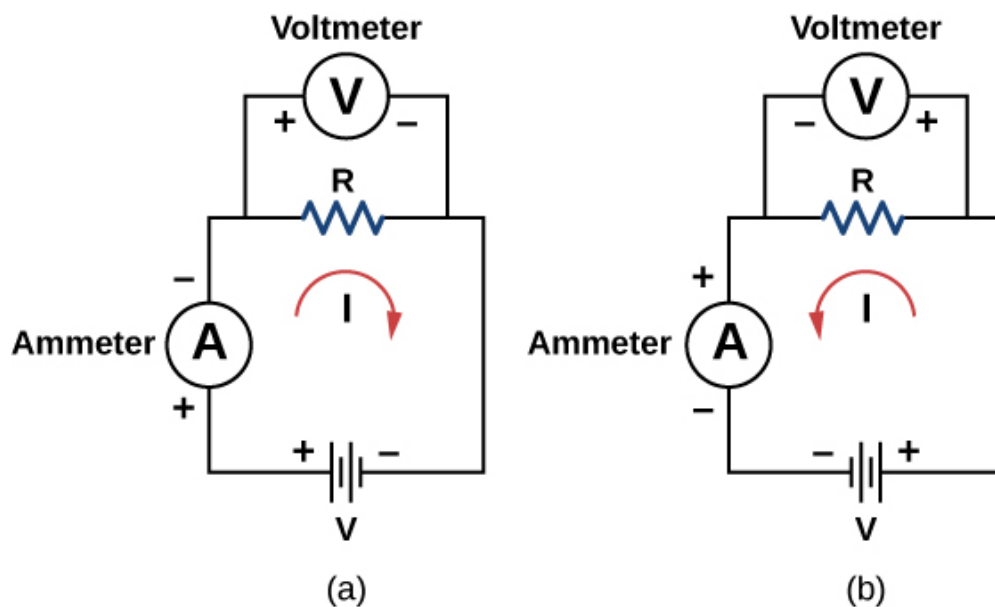 Voltmeter
V
+ −
R
−
I
Ammeter A
+
+ −
V
(a)
Voltmeter
V
− +
R
+
I
Ammeter A
−
− +
V
(b)